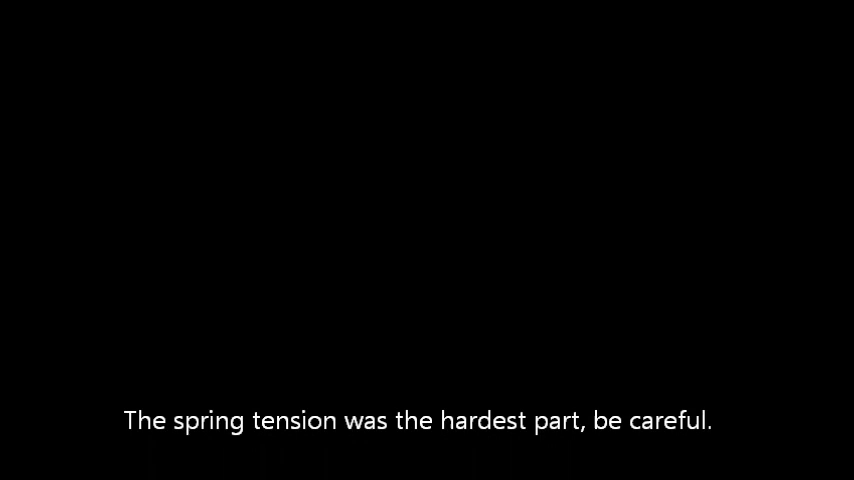 The spring tension was the hardest part, be careful.